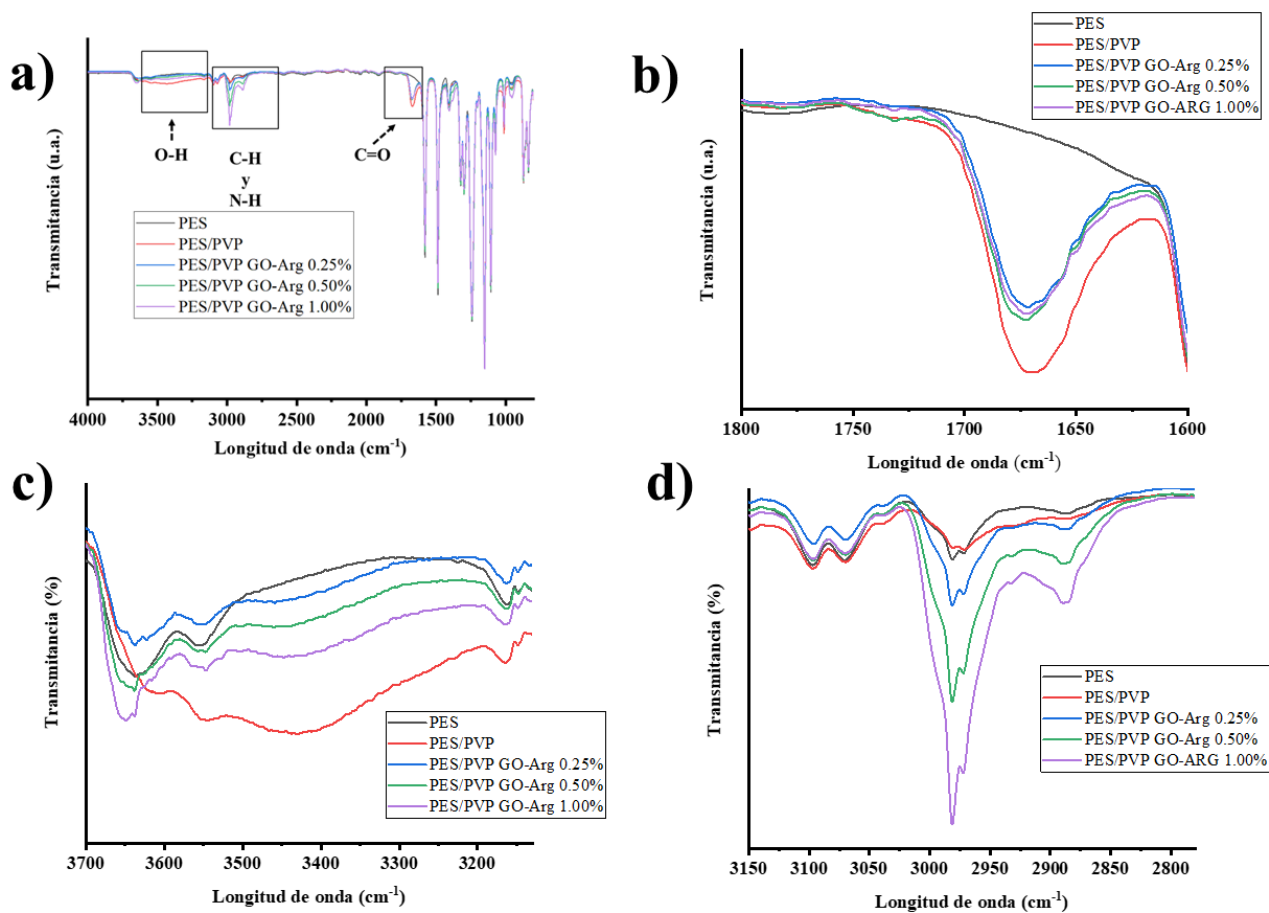 a)
Transmitancia (u.a.)
O-H
C-H
y
N-H
C=O
PES
PES/PVP
PES/PVP GO-Arg 0.25%
PES/PVP GO-Arg 0.50%
PES/PVP GO-Arg 1.00%
4000 3500 3000 2500 2000 1500 1000
Longitud de onda (cm⁻¹)
b)
Transmitancia (u.a.)
PES
PES/PVP
PES/PVP GO-Arg 0.25%
PES/PVP GO-Arg 0.50%
PES/PVP GO-ARG 1.00%
1800 1750 1700 1650 1600
Longitud de onda (cm⁻¹)
c)
Transmitancia (%)
PES
PES/PVP
PES/PVP GO-Arg 0.25%
PES/PVP GO-Arg 0.50%
PES/PVP GO-Arg 1.00%
3700 3600 3500 3400 3300 3200
Longitud de onda (cm⁻¹)
d)
Transmitancia (%)
PES
PES/PVP
PES/PVP GO-Arg 0.25%
PES/PVP GO-Arg 0.50%
PES/PVP GO-ARG 1.00%
3150 3100 3050 3000 2950 2900 2850 2800
Longitud de onda (cm⁻¹)